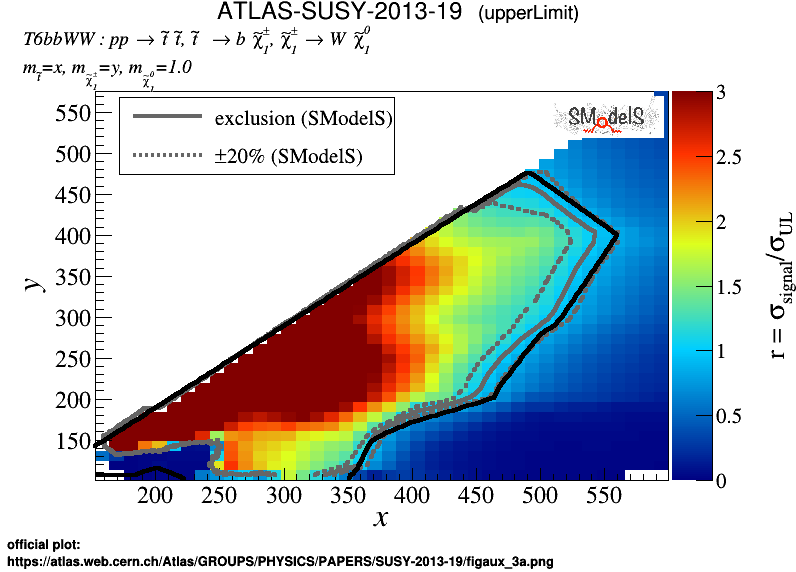 ATLAS-SUSY-2013-19 (upperLimit)
T6bbWW : pp → t̃ t̃, t̃ → b χ̃₁±, χ̃₁± → W χ̃₁⁰
m_t̃=x, m_χ̃₁±=y, m_χ̃₁⁰=1.0
exclusion (SModelS)
±20% (SModelS)
SModelS
550
500
450
400
350
300
250
200
150
y
200 250 300 350 400 450 500 550
x
3
2.5
2
1.5
1
0.5
0
r = σ_signal/σ_UL
official plot:
https://atlas.web.cern.ch/Atlas/GROUPS/PHYSICS/PAPERS/SUSY-2013-19/figaux_3a.png